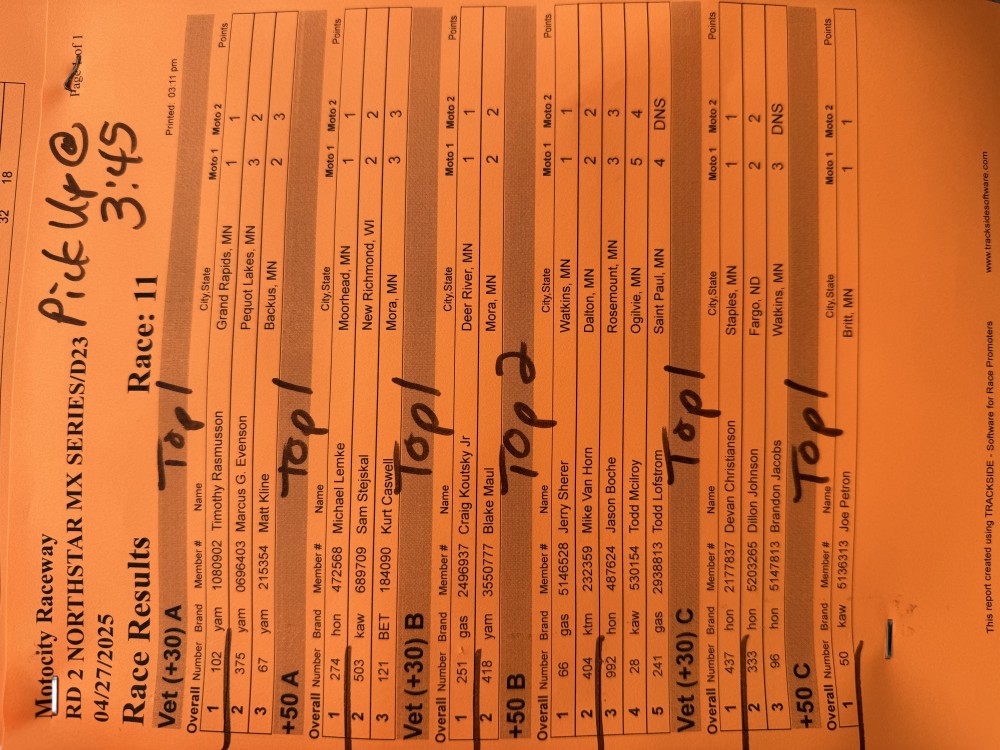 32 18
Motocity Raceway
RD 2 NORTHSTAR MX SERIES/D23 Pick Up @
04/27/2025 3:45
Page 1 of 1
Race Results Race: 11
Printed: 03:11 pm
Vet (+30) A Top 1
Overall Number Brand Member # Name City,State Moto 1 Moto 2 Points
1 102 yam 1080902 Timothy Rasmusson Grand Rapids, MN 1 1
2 375 yam 0696403 Marcus G. Evenson Pequot Lakes, MN 3 2
3 67 yam 215354 Matt Kline Backus, MN 2 3
+50 A Top 1
Overall Number Brand Member # Name City,State Moto 1 Moto 2 Points
1 274 hon 472568 Michael Lemke Moorhead, MN 1 1
2 503 kaw 689709 Sam Stejskal New Richmond, WI 2 2
3 121 BET 184090 Kurt Caswell Mora, MN 3 3
Vet (+30) B Top 1
Overall Number Brand Member # Name City,State Moto 1 Moto 2 Points
1 251 gas 2496937 Craig Koutsky Jr Deer River, MN 1 1
2 418 yam 3550777 Blake Maul Mora, MN 2 2
+50 B Top 2
Overall Number Brand Member # Name City,State Moto 1 Moto 2 Points
1 66 gas 5146528 Jerry Sherer Watkins, MN 1 1
2 404 ktm 232359 Mike Van Horn Dalton, MN 2 2
3 992 hon 487624 Jason Boche Rosemount, MN 3 3
4 28 kaw 530154 Todd Mcilroy Ogilvie, MN 5 4
5 241 gas 2938813 Todd Lofstrom Saint Paul, MN 4 DNS
Vet (+30) C Top 1
Overall Number Brand Member # Name City,State Moto 1 Moto 2 Points
1 437 hon 2177837 Devan Christianson Staples, MN 1 1
2 333 hon 5203265 Dillon Johnson Fargo, ND 2 2
3 96 hon 5147813 Brandon Jacobs Watkins, MN 3 DNS
+50 C Top 1
Overall Number Brand Member # Name City,State Moto 1 Moto 2 Points
1 50 kaw 5136313 Joe Petron Britt, MN 1 1
This report created using TRACKSIDE - Software for Race Promoters www.tracksidesoftware.com